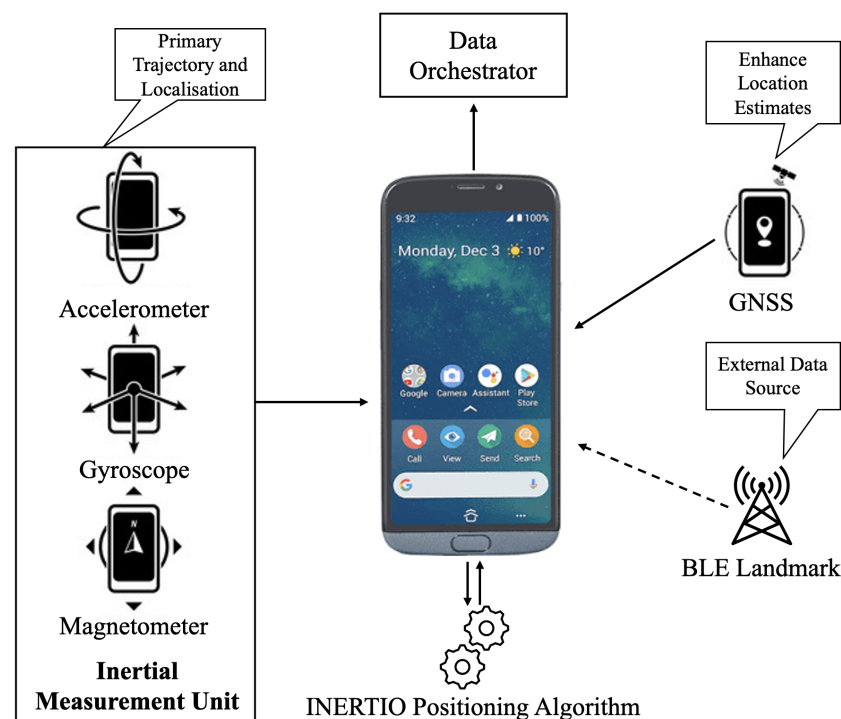 Primary
Trajectory and
Localisation
Data
Orchestrator
Enhance
Location
Estimates
Accelerometer
Gyroscope
N
Magnetometer
Inertial
Measurement Unit
9:32
100%
Monday, Dec 3
10°
Google Camera Assistant Play
Store
Call View Send Search
G
GNSS
External Data
Source
BLE Landmark
INERTIO Positioning Algorithm